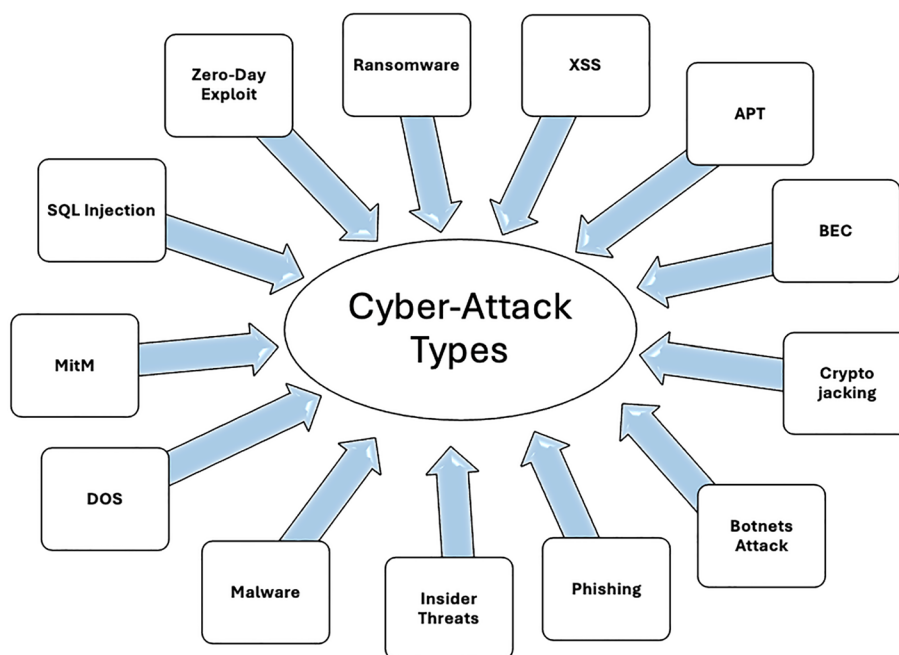 Ransomware
XSS
Zero-Day
Exploit
APT
SQL Injection
BEC
Cyber-Attack
Types
MitM
Crypto
jacking
DOS
Botnets
Attack
Malware
Insider
Threats
Phishing